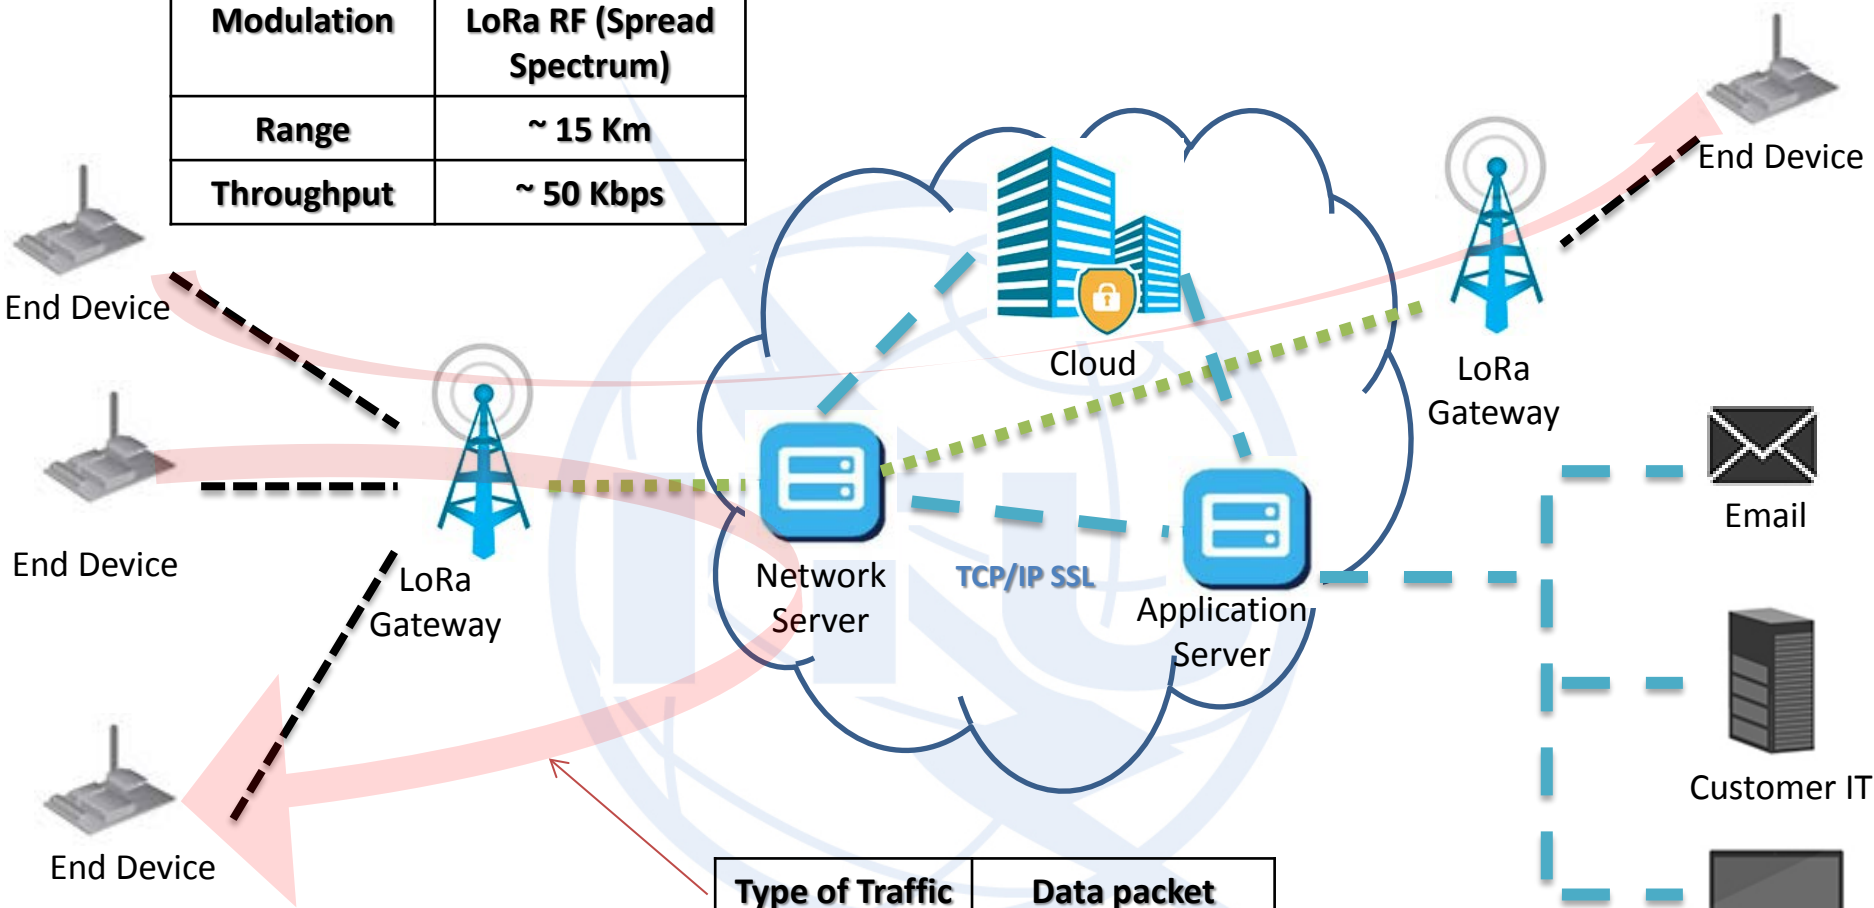 Modulation
LoRa RF (Spread
Spectrum)
Range
~ 15 Km
Throughput
~ 50 Kbps
End Device
End Device
Cloud
LoRa
Gateway
Email
End Device
LoRa
Gateway
Network
Server
TCP/IP SSL
Application
Server
Customer IT
End Device
Type of Traffic
Data packet
ITU